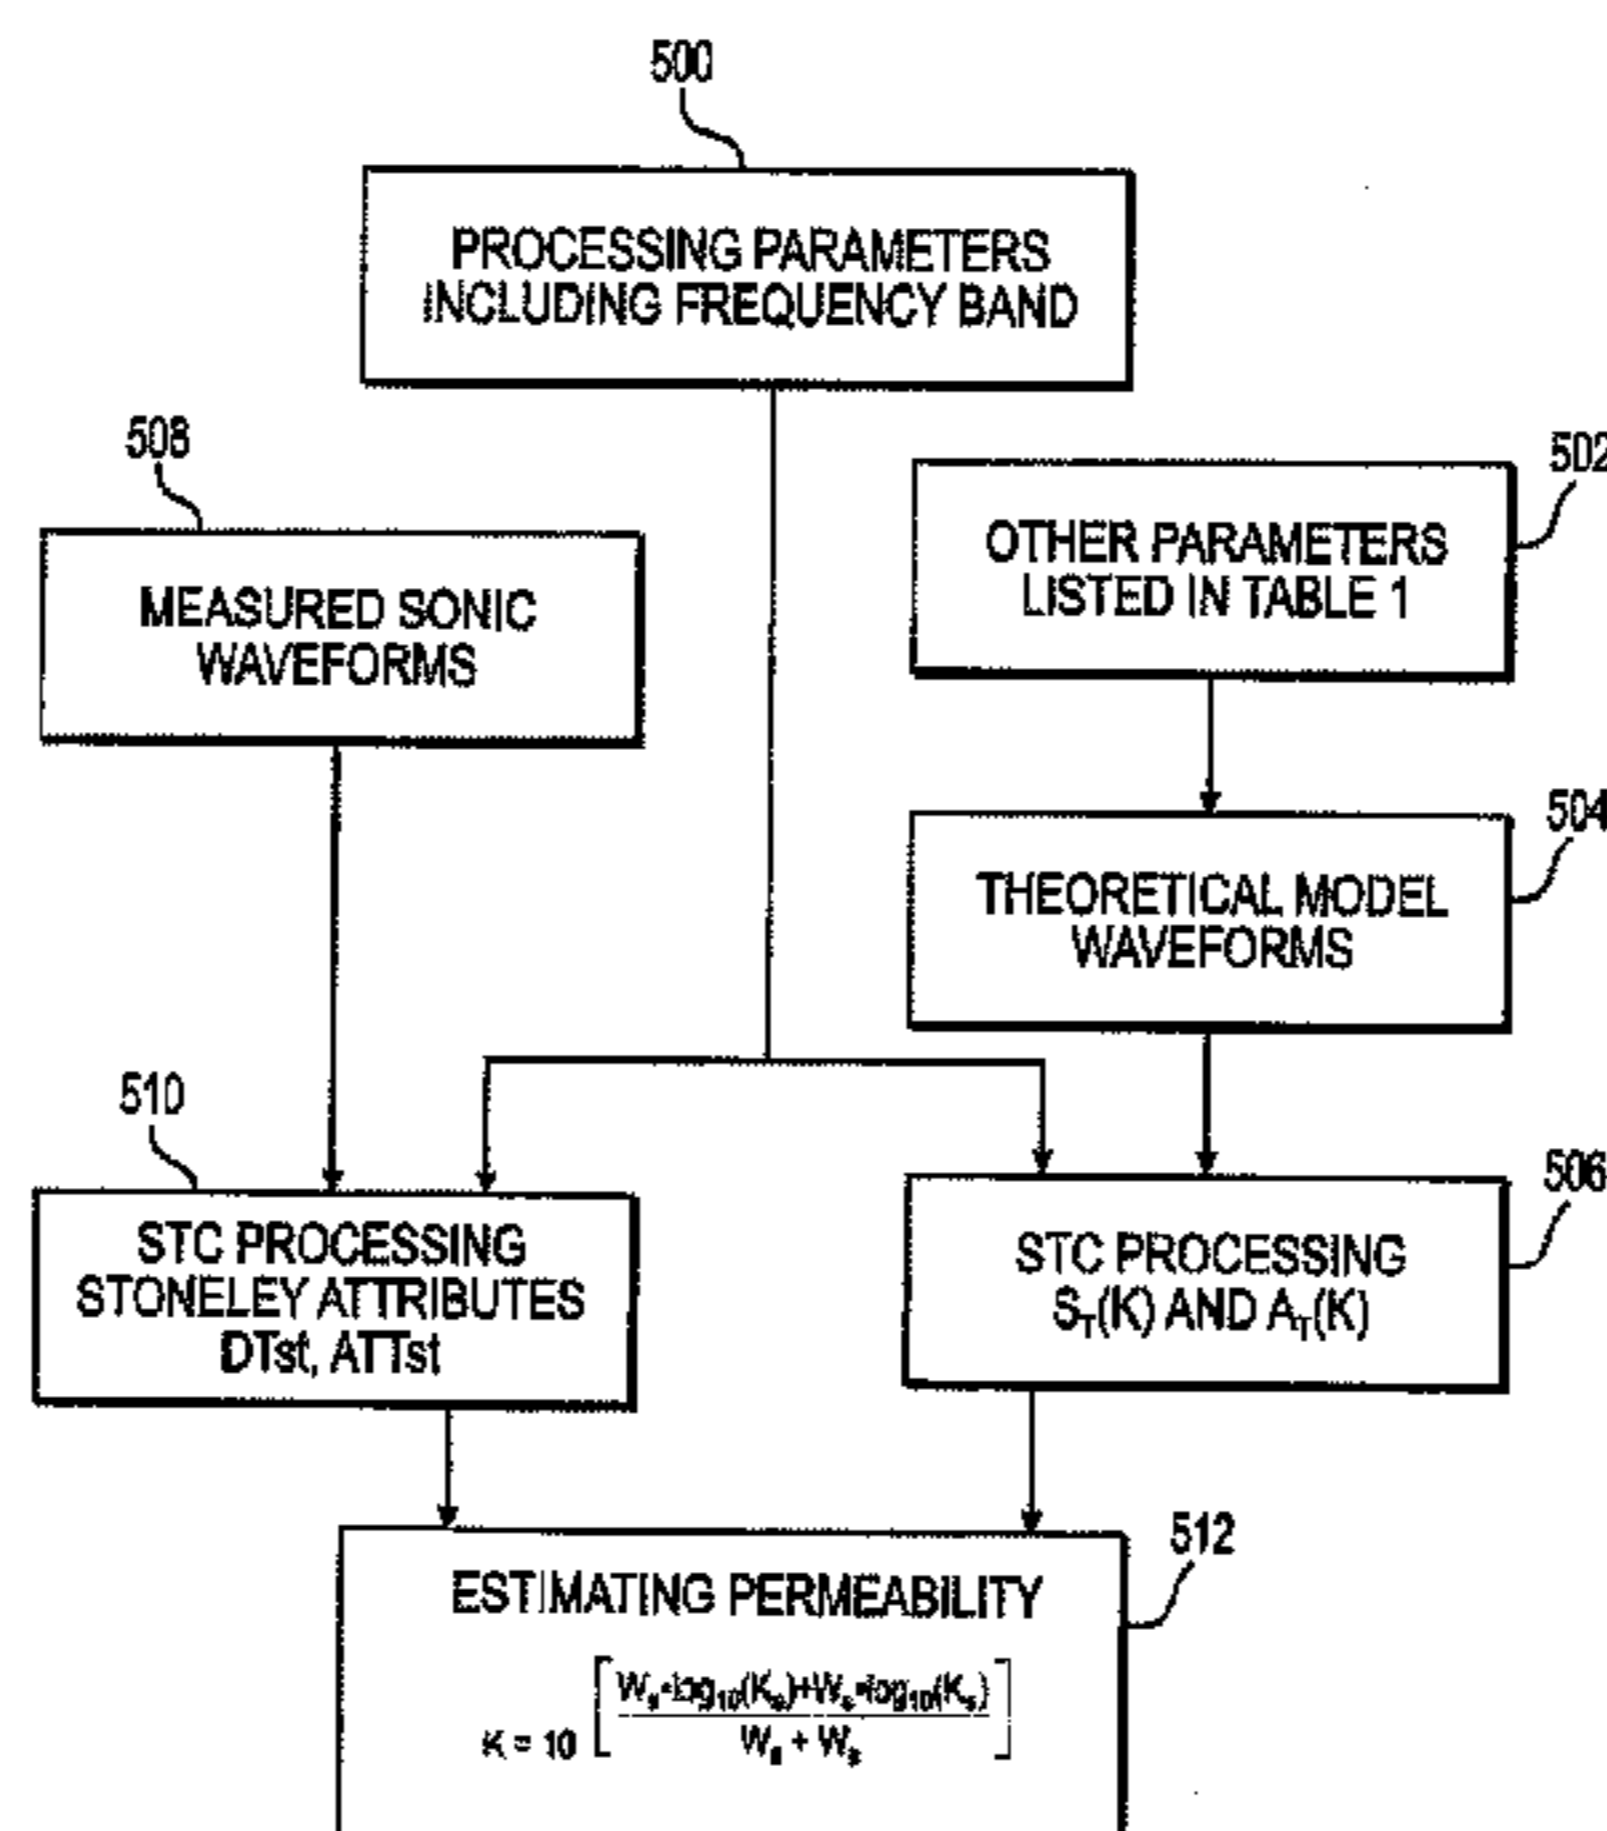 500
PROCESSING PARAMETERS
INCLUDING FREQUENCY BAND
508
MEASURED SONIC
WAVEFORMS
502
OTHER PARAMETERS
LISTED IN TABLE 1
504
THEORETICAL MODEL
WAVEFORMS
510
STC PROCESSING
STONELEY ATTRIBUTES
DTst, ATTst
506
STC PROCESSING
S_T(K) AND A_T(K)
512
ESTIMATING PERMEABILITY
K = 10